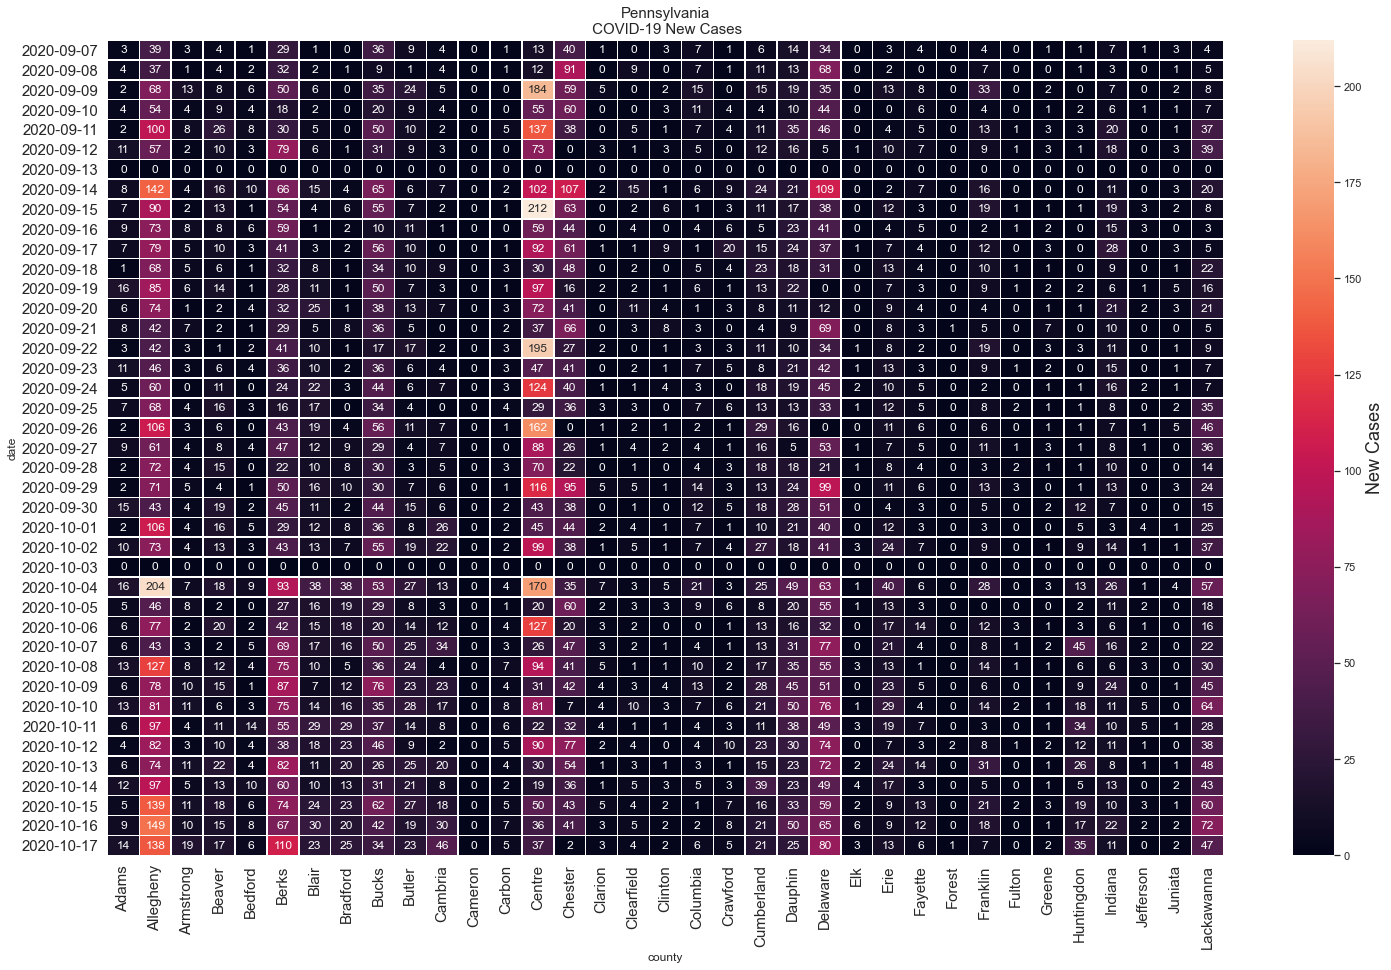 Pennsylvania
COVID-19 New Cases
2020-09-07 3 39 3 4 1 29 1 0 36 9 4 0 1 13 40 1 0 3 7 1 6 14 34 0 3 4 0 4 0 1 1 7 1 3 4
2020-09-08 4 37 1 4 2 32 2 1 9 1 4 0 1 12 91 0 9 0 7 1 11 13 68 0 2 0 0 7 0 0 1 3 0 1 5
2020-09-09 2 68 13 8 6 50 6 0 35 24 5 0 0 184 59 5 0 2 15 0 15 19 35 0 13 8 0 33 0 2 0 7 0 2 8
2020-09-10 4 54 4 9 4 18 2 0 20 9 4 0 0 55 60 0 0 3 11 4 4 10 44 0 0 6 0 4 0 1 2 6 1 1 7
2020-09-11 2 100 8 26 8 30 5 0 50 10 2 0 5 137 38 0 5 1 7 4 11 35 46 0 4 5 0 13 1 3 3 20 0 1 37
2020-09-12 11 57 2 10 3 79 6 1 31 9 3 0 0 73 0 3 1 3 5 0 12 16 5 1 10 7 0 9 1 3 1 18 0 3 39
2020-09-13 0 0 0 0 0 0 0 0 0 0 0 0 0 0 0 0 0 0 0 0 0 0 0 0 0 0 0 0 0 0 0 0 0 0 0
2020-09-14 8 142 4 16 10 66 15 4 65 6 7 0 2 102 107 2 15 1 6 9 24 21 109 0 2 7 0 16 0 0 0 11 0 3 20
2020-09-15 7 90 2 13 1 54 4 6 55 7 2 0 1 212 63 0 2 6 1 3 11 17 38 0 12 3 0 19 1 1 1 19 3 2 8
2020-09-16 9 73 8 8 6 59 1 2 10 11 1 0 0 59 44 0 4 0 4 6 5 23 41 0 4 5 0 2 1 2 0 15 3 0 3
2020-09-17 7 79 5 10 3 41 3 2 56 10 0 0 1 92 61 1 1 9 1 20 15 24 37 1 7 4 0 12 0 3 0 28 0 3 5
2020-09-18 1 68 5 6 1 32 8 1 34 10 9 0 3 30 48 0 2 0 5 4 23 18 31 0 13 4 0 10 1 1 0 9 0 1 22
2020-09-19 16 85 6 14 1 28 11 1 50 7 3 0 1 97 16 2 2 1 6 1 13 22 0 0 7 3 0 9 1 2 2 6 1 5 16
2020-09-20 6 74 1 2 4 32 25 1 38 13 7 0 3 72 41 0 11 4 1 3 8 11 12 0 9 4 0 4 0 1 1 21 2 3 21
2020-09-21 8 42 7 1 29 5 8 36 5 0 0 2 37 66 0 3 8 3 0 4 9 69 0 8 3 1 5 0 7 0 10 0 0 5
2020-09-22 3 42 3 1 2 41 10 1 17 17 2 0 0 195 27 2 0 1 3 3 11 10 34 1 8 2 0 19 0 3 3 11 0 1 9
2020-09-23 11 46 3 6 4 36 10 2 36 6 4 0 3 47 41 0 2 1 7 5 8 21 42 1 13 3 0 9 1 2 0 15 0 1 7
2020-09-24 5 60 0 11 0 24 22 3 44 6 7 0 3 124 40 1 1 4 3 0 18 19 45 2 10 5 0 2 0 1 1 16 2 1 7
2020-09-25 7 68 4 16 3 16 17 0 34 4 0 0 4 29 36 3 3 0 7 6 13 13 33 1 12 5 0 8 2 1 1 8 0 2 35
2020-09-26 2 106 3 6 0 43 19 4 56 11 7 0 1 162 0 1 2 1 2 1 29 16 0 0 11 6 0 6 0 1 1 7 1 5 46
2020-09-27 9 61 4 8 4 47 12 9 29 4 7 0 0 88 26 1 4 2 4 1 16 5 53 1 7 5 0 11 1 3 1 8 1 0 36
2020-09-28 2 72 4 15 0 22 10 8 30 3 5 0 3 70 22 0 1 0 4 3 18 18 21 1 8 4 0 3 2 1 1 10 0 0 14
2020-09-29 2 71 5 4 1 50 16 10 30 7 6 0 1 116 95 5 5 1 14 3 13 24 99 0 11 6 0 13 3 0 1 13 0 3 24
2020-09-30 15 43 4 19 2 45 11 2 44 15 6 0 2 43 38 0 1 0 12 5 18 28 51 0 4 3 0 5 0 2 12 7 0 0 15
2020-10-01 2 106 4 16 5 29 12 8 36 8 26 0 2 45 44 2 4 1 7 1 10 21 40 0 12 3 0 3 0 0 5 3 4 1 25
2020-10-02 10 73 4 13 3 43 13 7 55 19 22 0 2 99 38 1 5 1 7 4 27 18 41 3 24 7 0 9 0 1 9 14 1 1 37
2020-10-03 0 0 0 0 0 0 0 0 0 0 0 0 0 0 0 0 0 0 0 0 0 0 0 0 0 0 0 0 0 0 0 0 0 0 0
2020-10-04 16 204 7 18 9 93 38 38 53 27 13 0 4 170 35 7 3 5 21 3 25 49 63 1 40 6 0 28 0 3 13 26 1 4 57
2020-10-05 5 46 8 2 0 27 16 19 29 8 3 0 1 20 60 2 3 3 9 6 8 20 55 1 13 3 0 0 0 0 2 11 2 0 18
2020-10-06 6 77 2 20 2 42 15 18 20 14 12 0 4 127 20 3 2 0 0 1 13 16 32 0 17 14 0 12 3 1 3 6 1 0 16
2020-10-07 6 43 3 2 5 69 17 16 50 25 34 0 2 26 47 3 2 1 4 1 13 31 77 0 21 4 0 8 1 2 45 16 2 0 22
2020-10-08 13 127 8 12 4 75 10 5 36 24 4 0 7 94 41 5 1 1 10 2 17 35 55 3 13 1 0 14 1 1 6 6 3 0 30
2020-10-09 6 78 10 15 1 87 7 12 76 23 23 0 4 31 42 4 3 4 13 2 28 45 51 0 23 5 0 6 0 1 9 24 0 1 45
2020-10-10 13 81 11 6 3 75 14 16 35 28 17 0 8 81 7 4 10 3 7 6 21 50 76 1 29 4 0 14 2 1 18 11 5 0 64
2020-10-11 6 97 4 11 14 55 29 29 37 14 8 0 6 22 32 4 1 1 4 3 11 38 49 3 19 7 0 3 0 1 34 10 5 1 28
2020-10-12 4 82 3 10 4 38 18 23 46 9 2 0 5 90 77 2 4 0 4 10 23 30 74 0 7 3 2 8 1 2 12 11 1 0 38
2020-10-13 6 74 11 22 4 82 11 20 26 25 20 0 4 30 54 1 3 1 3 1 15 23 72 2 24 14 0 31 0 1 26 8 1 1 48
2020-10-14 12 97 5 13 10 60 10 13 31 21 8 0 2 19 36 1 5 3 5 3 39 23 49 4 17 3 0 5 0 1 5 13 0 2 43
2020-10-15 5 139 11 18 6 74 24 23 62 27 18 0 5 50 43 5 4 2 1 7 16 33 59 2 9 13 0 21 2 3 19 10 3 1 60
2020-10-16 9 149 10 15 8 67 30 20 42 19 30 0 7 36 41 3 5 2 2 8 21 50 65 6 9 12 0 18 0 1 17 22 2 2 72
2020-10-17 14 138 19 17 6 110 23 25 34 23 46 0 5 37 2 3 4 2 6 5 21 25 80 3 13 6 1 7 0 2 35 11 0 2 47
Adams Allegheny Armstrong Beaver Bedford Berks Blair Bradford Bucks Butler Cambria Cameron Carbon Centre Chester Clarion Clearfield Clinton Columbia Crawford Cumberland Dauphin Delaware Elk Erie Fayette Forest Franklin Fulton Greene Huntingdon Indiana Jefferson Juniata Lackawanna
county
date
200
175
150
125
100
75
50
25
0
New Cases